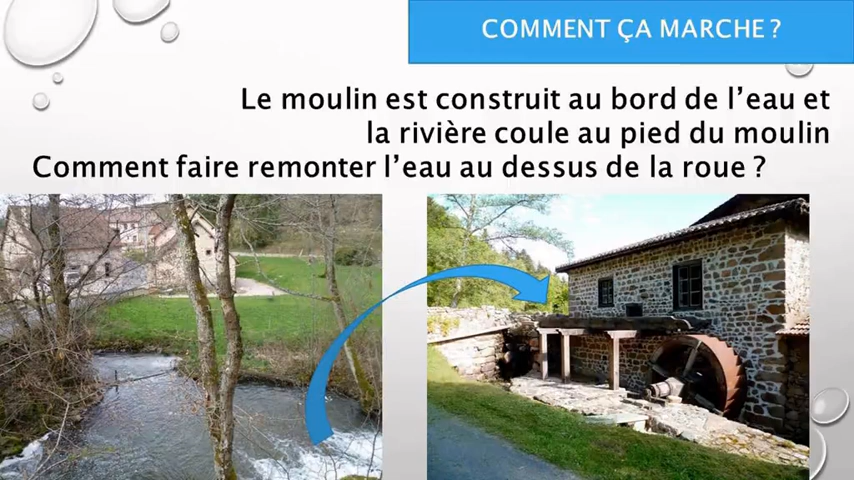 COMMENT ÇA MARCHE ?
Le moulin est construit au bord de l'eau et
la rivière coule au pied du moulin
Comment faire remonter l'eau au dessus de la roue ?